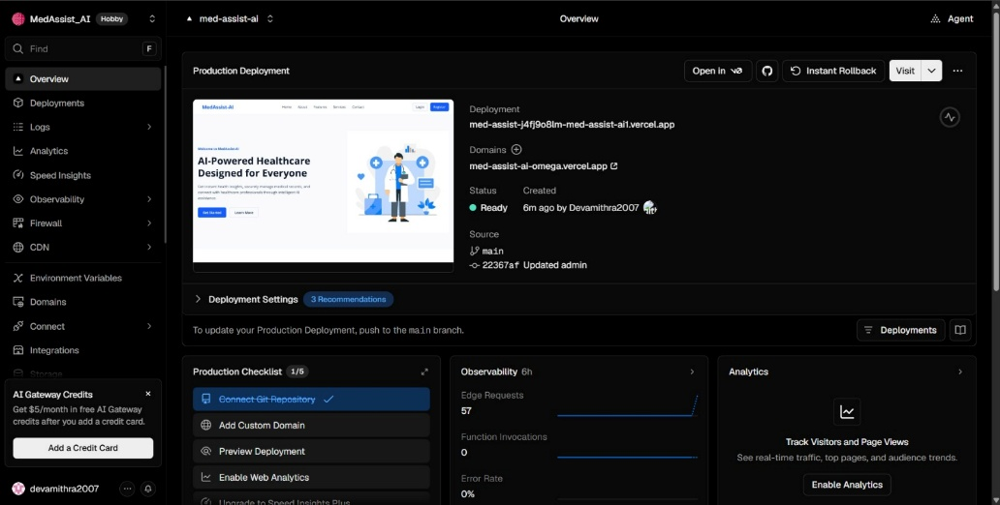 MedAssist_AI Hobby
med-assist-ai
Overview
Agent
Find F
Overview
Deployments
Logs
Analytics
Speed Insights
Observability
Firewall
CDN
Environment Variables
Domains
Connect
Integrations
Storage
AI Gateway Credits
Get $5/month in free AI Gateway
credits after you add a credit card.
Add a Credit Card
devamithra2007
Production Deployment
Open in v0
Instant Rollback
Visit
MedAssist-AI
Home About Features Services Contact
Login Register
Welcome to MedAssist-AI
AI-Powered Healthcare
Designed for Everyone
Get Started Learn More
Deployment
med-assist-j4fj9o8lm-med-assist-ai1.vercel.app
Domains
med-assist-ai-omega.vercel.app
Status Created
Ready 6m ago by Devamithra2007
Source
main
22367af Updated admin
Deployment Settings 3 Recommendations
To update your Production Deployment, push to the main branch.
Deployments
Production Checklist 1/5
Connect Git Repository
Add Custom Domain
Preview Deployment
Enable Web Analytics
Upgrade to Speed Insights Plus
Observability 6h
Edge Requests
57
Function Invocations
0
Error Rate
0%
Analytics
Track Visitors and Page Views
See real-time traffic, top pages, and audience trends.
Enable Analytics